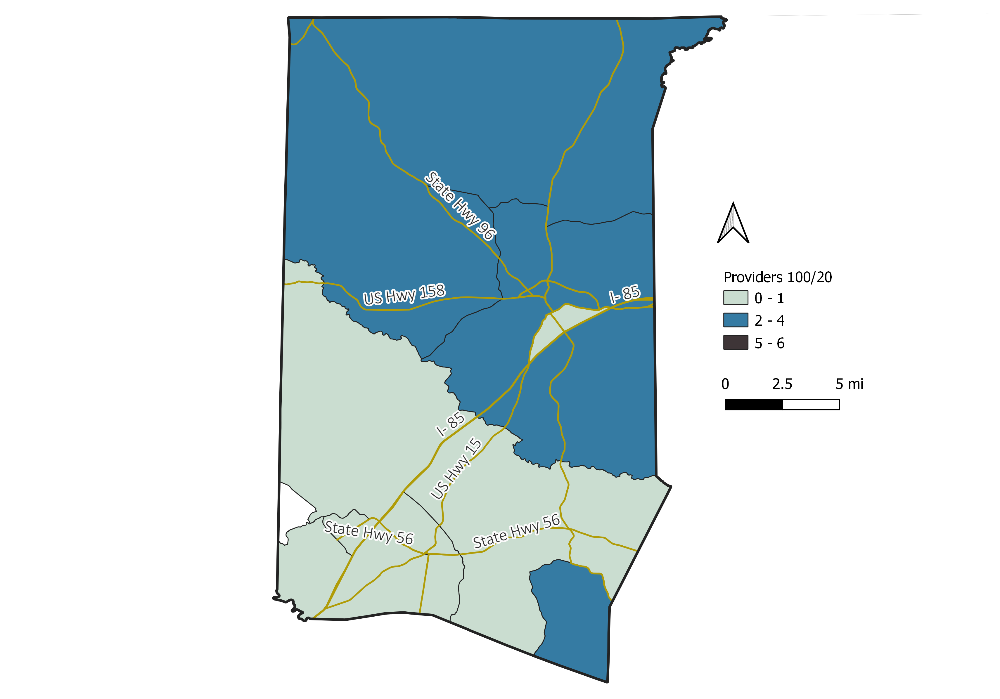 State Hwy 96
US Hwy 158
I- 85
I- 85
US Hwy 15
State Hwy 56
State Hwy 56
Providers 100/20
0 - 1
2 - 4
5 - 6
0 2.5 5 mi